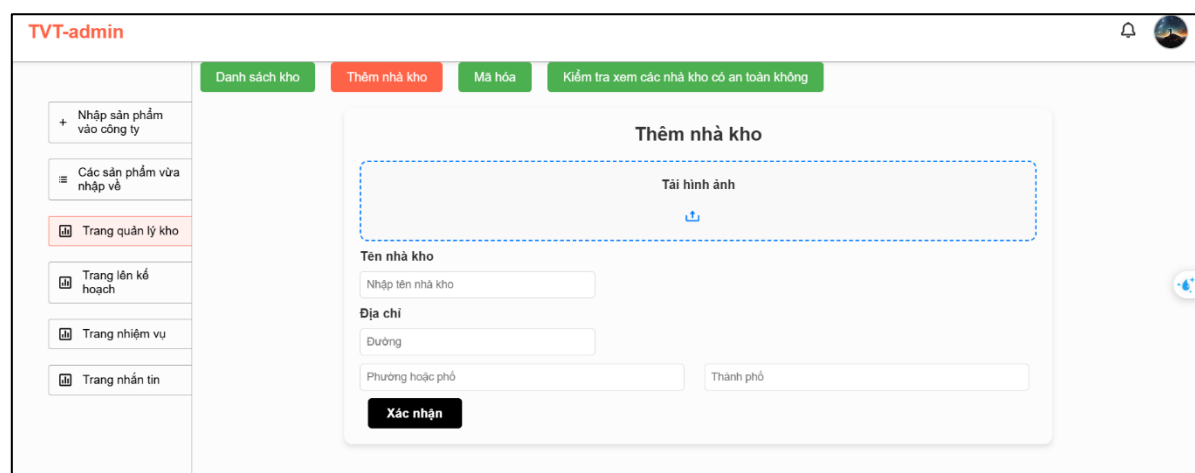 TVT-admin
Danh sách kho
Thêm nhà kho
Mã hóa
Kiểm tra xem các nhà kho có an toàn không
Nhập sản phẩm
vào công ty
Các sản phẩm vừa
nhập về
Trang quản lý kho
Trang lên kế
hoạch
Trang nhiệm vụ
Trang nhắn tin
Thêm nhà kho
Tải hình ảnh
Tên nhà kho
Nhập tên nhà kho
Địa chỉ
Đường
Phường hoặc phố
Thành phố
Xác nhận